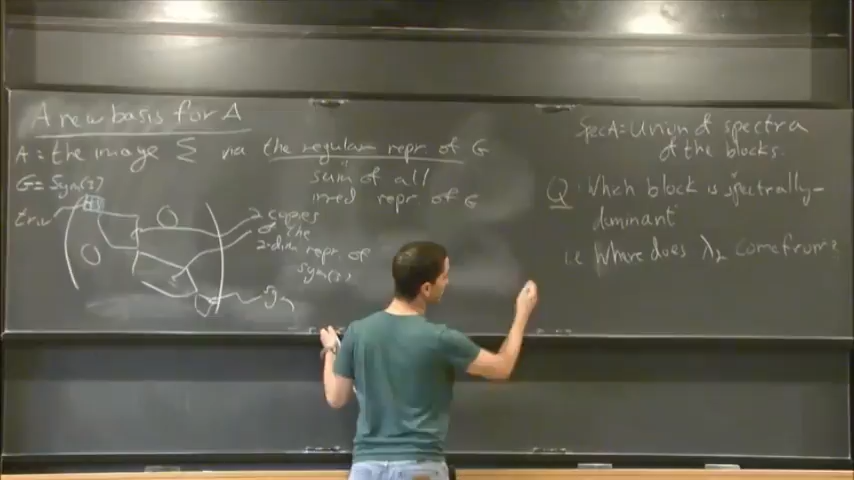 A new basis for A
A = the image Σ via the regular repr. of G
"
sum of all
irred repr. of G
G = Sym(3)
triv
2 copies
of the
2-dim repr. of
Sym(3)
Sgn
Spec A = Union of spectra
of the blocks.
Q. Which block is spectrally-
dominant
i.e Where does λ₂ come from?